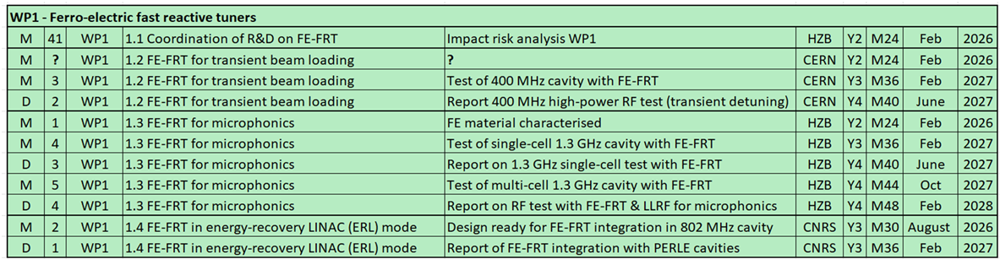 WP1 - Ferro-electric fast reactive tuners
M 41 WP1 1.1 Coordination of R&D on FE-FRT Impact risk analysis WP1 HZB Y2 M24 Feb 2026
M ? WP1 1.2 FE-FRT for transient beam loading ? CERN Y2 M24 Feb 2026
M 3 WP1 1.2 FE-FRT for transient beam loading Test of 400 MHz cavity with FE-FRT CERN Y3 M36 Feb 2027
D 2 WP1 1.2 FE-FRT for transient beam loading Report 400 MHz high-power RF test (transient detuning) CERN Y4 M40 June 2027
M 1 WP1 1.3 FE-FRT for microphonics FE material characterised HZB Y2 M24 Feb 2026
M 4 WP1 1.3 FE-FRT for microphonics Test of single-cell 1.3 GHz cavity with FE-FRT HZB Y3 M36 Feb 2027
D 3 WP1 1.3 FE-FRT for microphonics Report on 1.3 GHz single-cell test with FE-FRT HZB Y4 M40 June 2027
M 5 WP1 1.3 FE-FRT for microphonics Test of multi-cell 1.3 GHz cavity with FE-FRT HZB Y4 M44 Oct 2027
D 4 WP1 1.3 FE-FRT for microphonics Report on RF test with FE-FRT & LLRF for microphonics HZB Y4 M48 Feb 2028
M 2 WP1 1.4 FE-FRT in energy-recovery LINAC (ERL) mode Design ready for FE-FRT integration in 802 MHz cavity CNRS Y3 M30 August 2026
D 1 WP1 1.4 FE-FRT in energy-recovery LINAC (ERL) mode Report of FE-FRT integration with PERLE cavities CNRS Y3 M36 Feb 2027